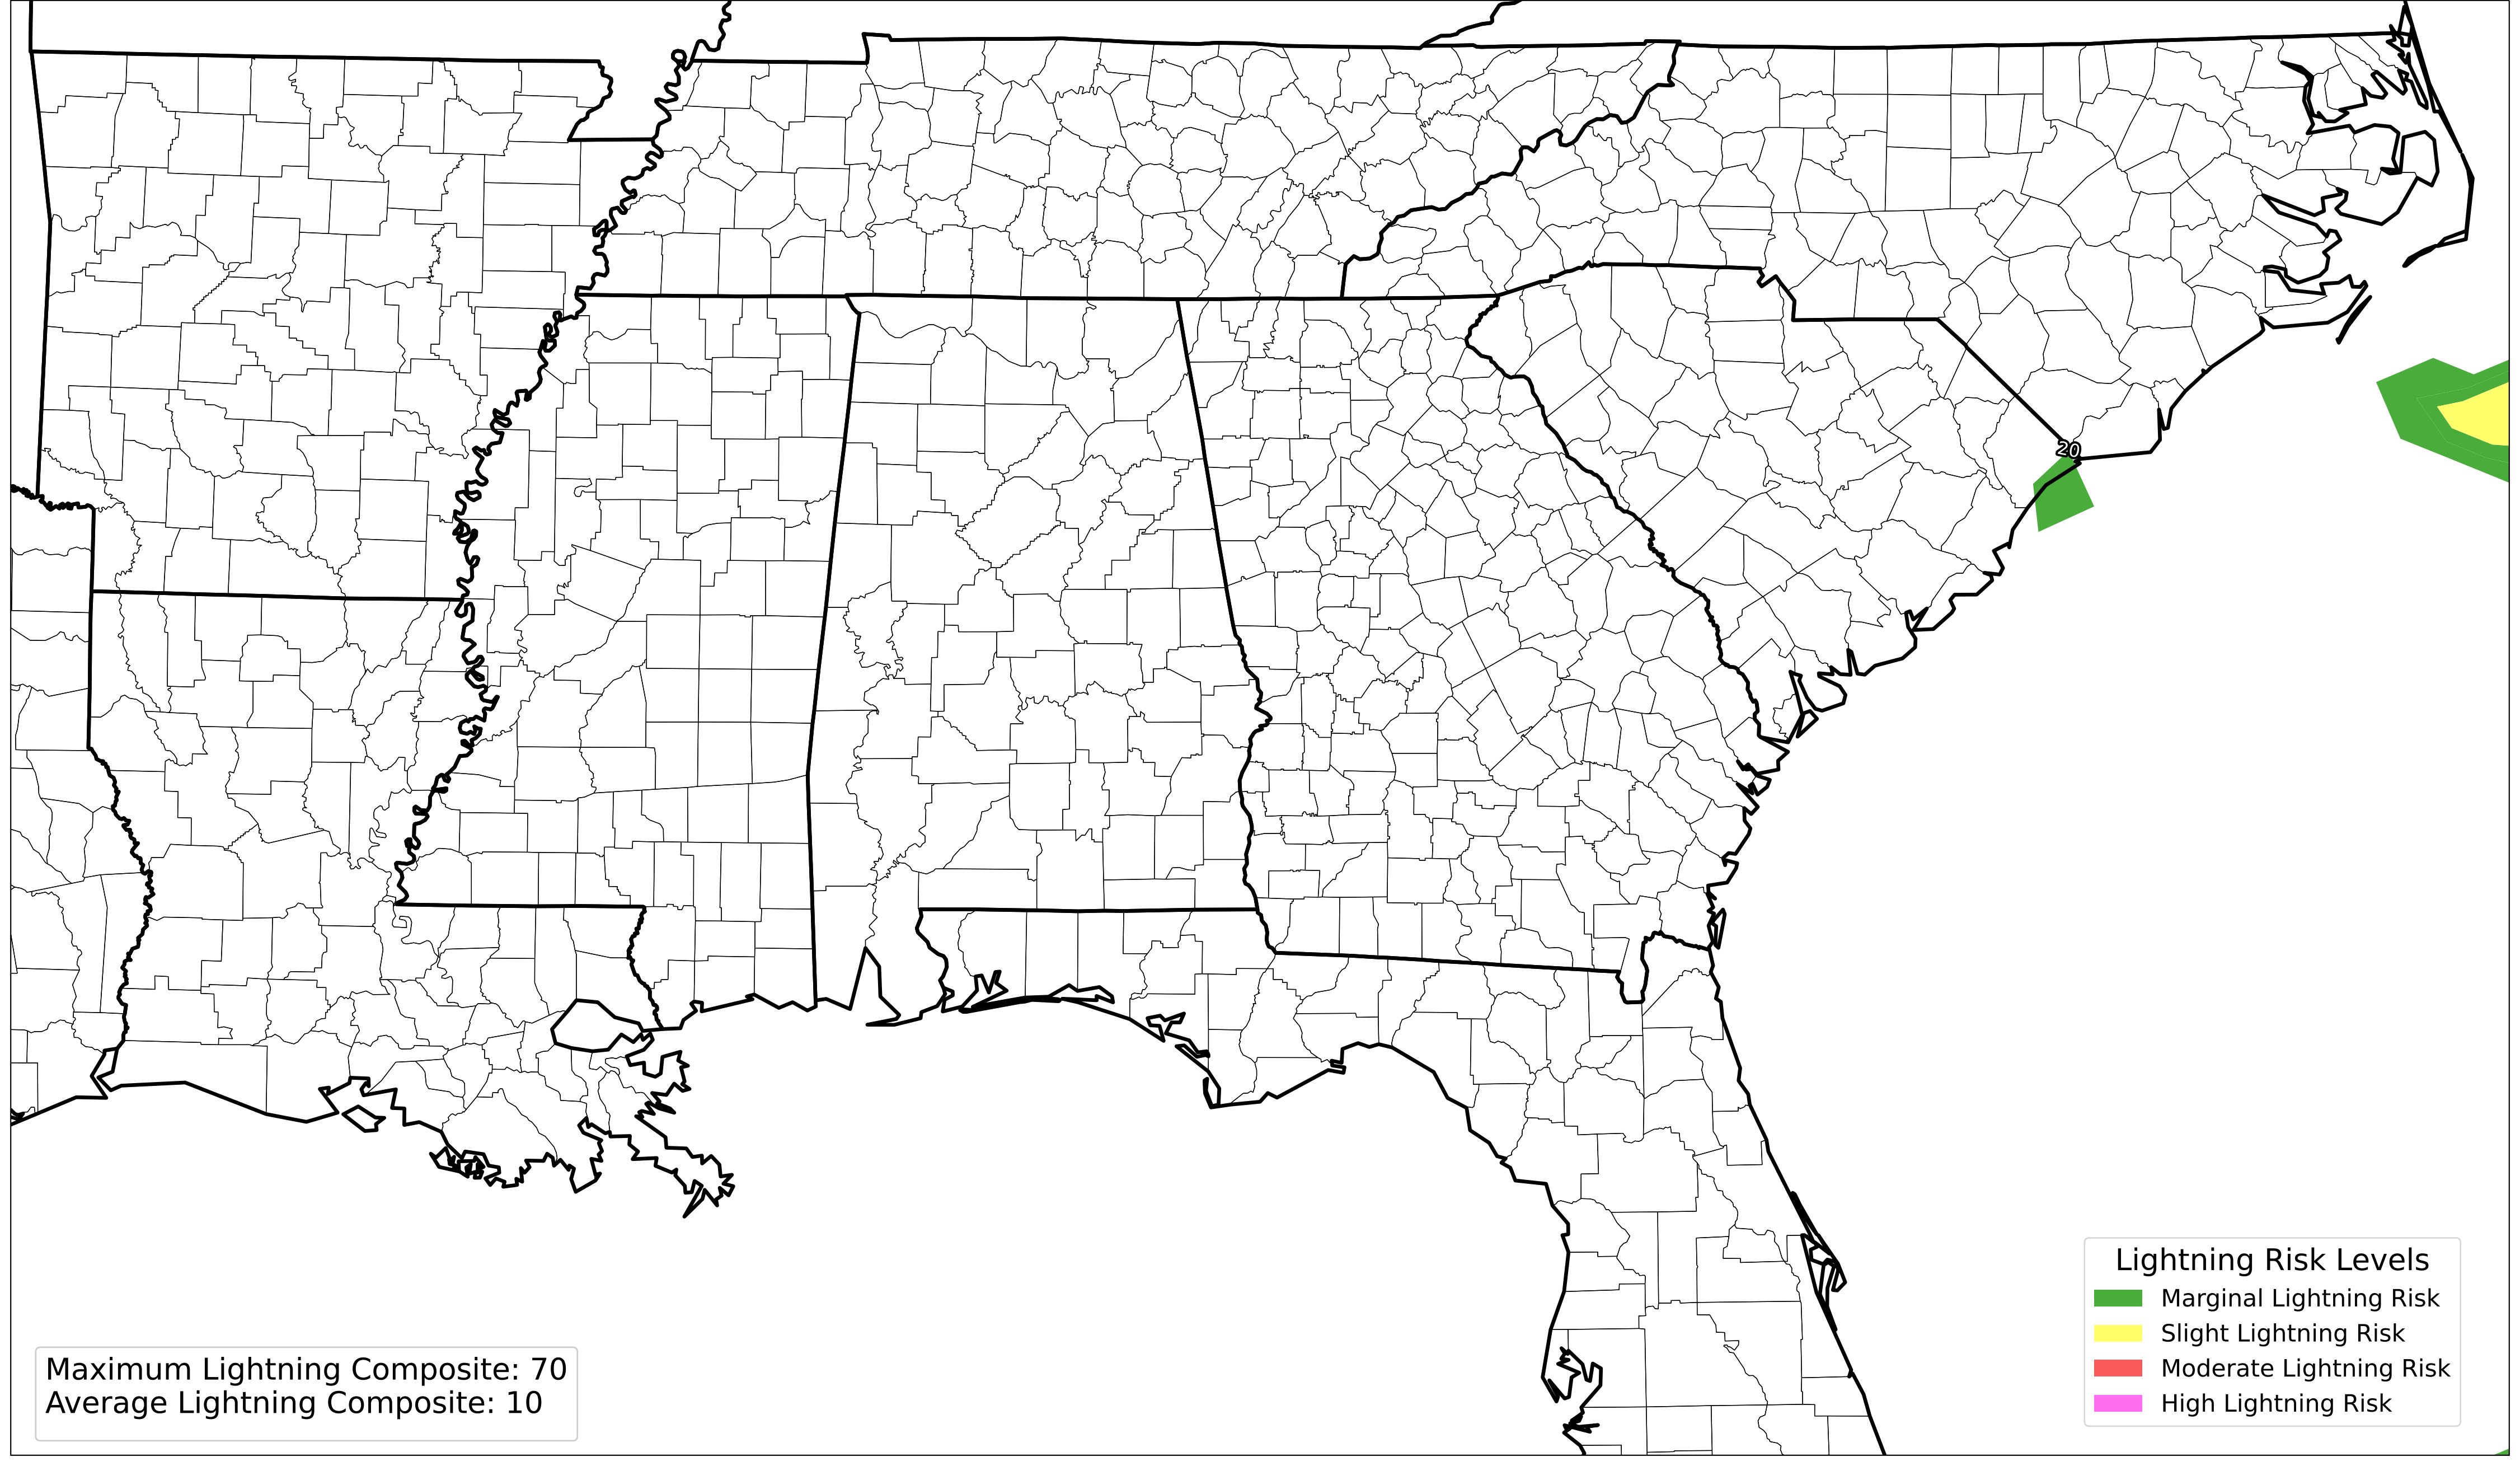 20
Lightning Risk Levels
Marginal Lightning Risk
Slight Lightning Risk
Moderate Lightning Risk
High Lightning Risk
Maximum Lightning Composite: 70
Average Lightning Composite: 10